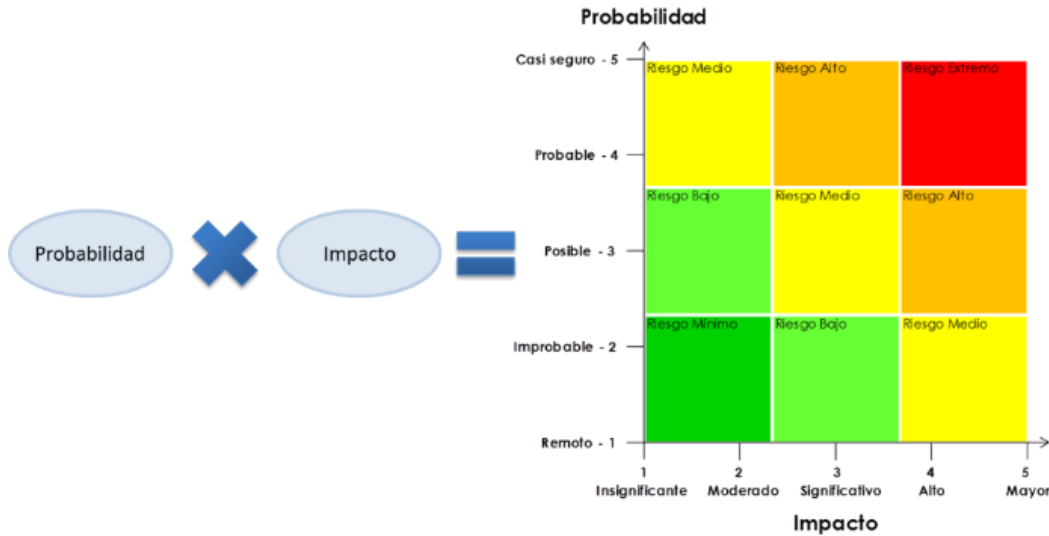 Probabilidad
Casi seguro - 5
Riesgo Medio
Riesgo Alto
Riesgo Extremo
Probable - 4
Riesgo Bajo
Riesgo Medio
Riesgo Alto
Probabilidad
Impacto
Posible - 3
Riesgo Mínimo
Riesgo Bajo
Riesgo Medio
Improbable - 2
Remoto - 1
1 2 3 4 5
Insignificante Moderado Significativo Alto Mayor
Impacto